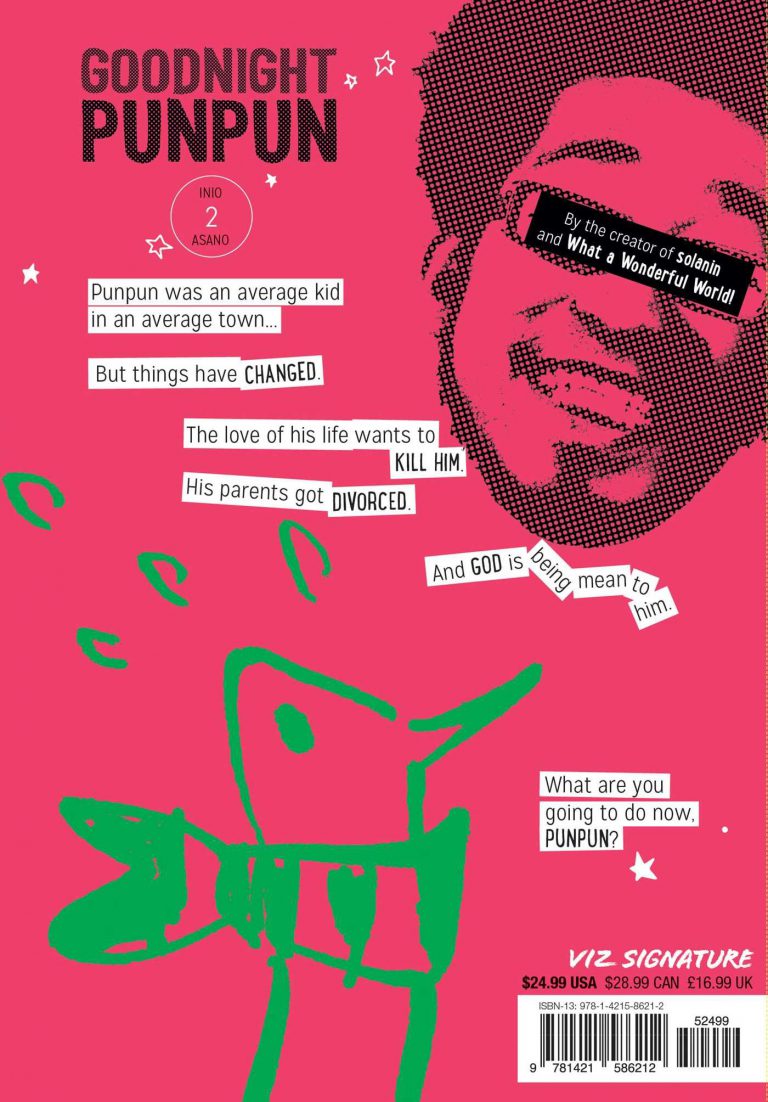 GOODNIGHT
PUNPUN
INIO
2
ASANO
By the creator of solanin
and What a Wonderful World!
Punpun was an average kid
in an average town...
But things have CHANGED.
The love of his life wants to
KILL HIM.
His parents got DIVORCED.
And GOD is being mean to
him.
What are you
going to do now,
PUNPUN?
VIZ SIGNATURE
$24.99 USA $28.99 CAN £16.99 UK
ISBN-13: 978-1-4215-8621-2
52499
9 781421 586212